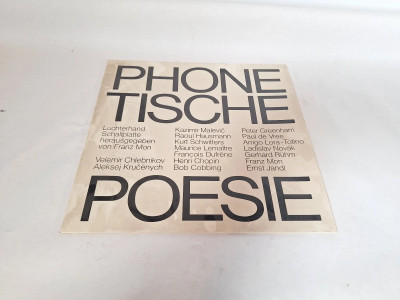 PHONE
TISCHE
Luchterhand
Schallplatte
herausgegeben
von Franz Mon
Velemir Chlebnikov
Aleksej Kručënych
Kazimir Malevič
Raoul Hausmann
Kurt Schwitters
Maurice Lemaître
François Dufrêne
Henri Chopin
Bob Cobbing
Peter Greenham
Paul de Vree
Arrigo Lora-Totino
Ladislav Novák
Gerhard Rühm
Franz Mon
Ernst Jandl
POESIE